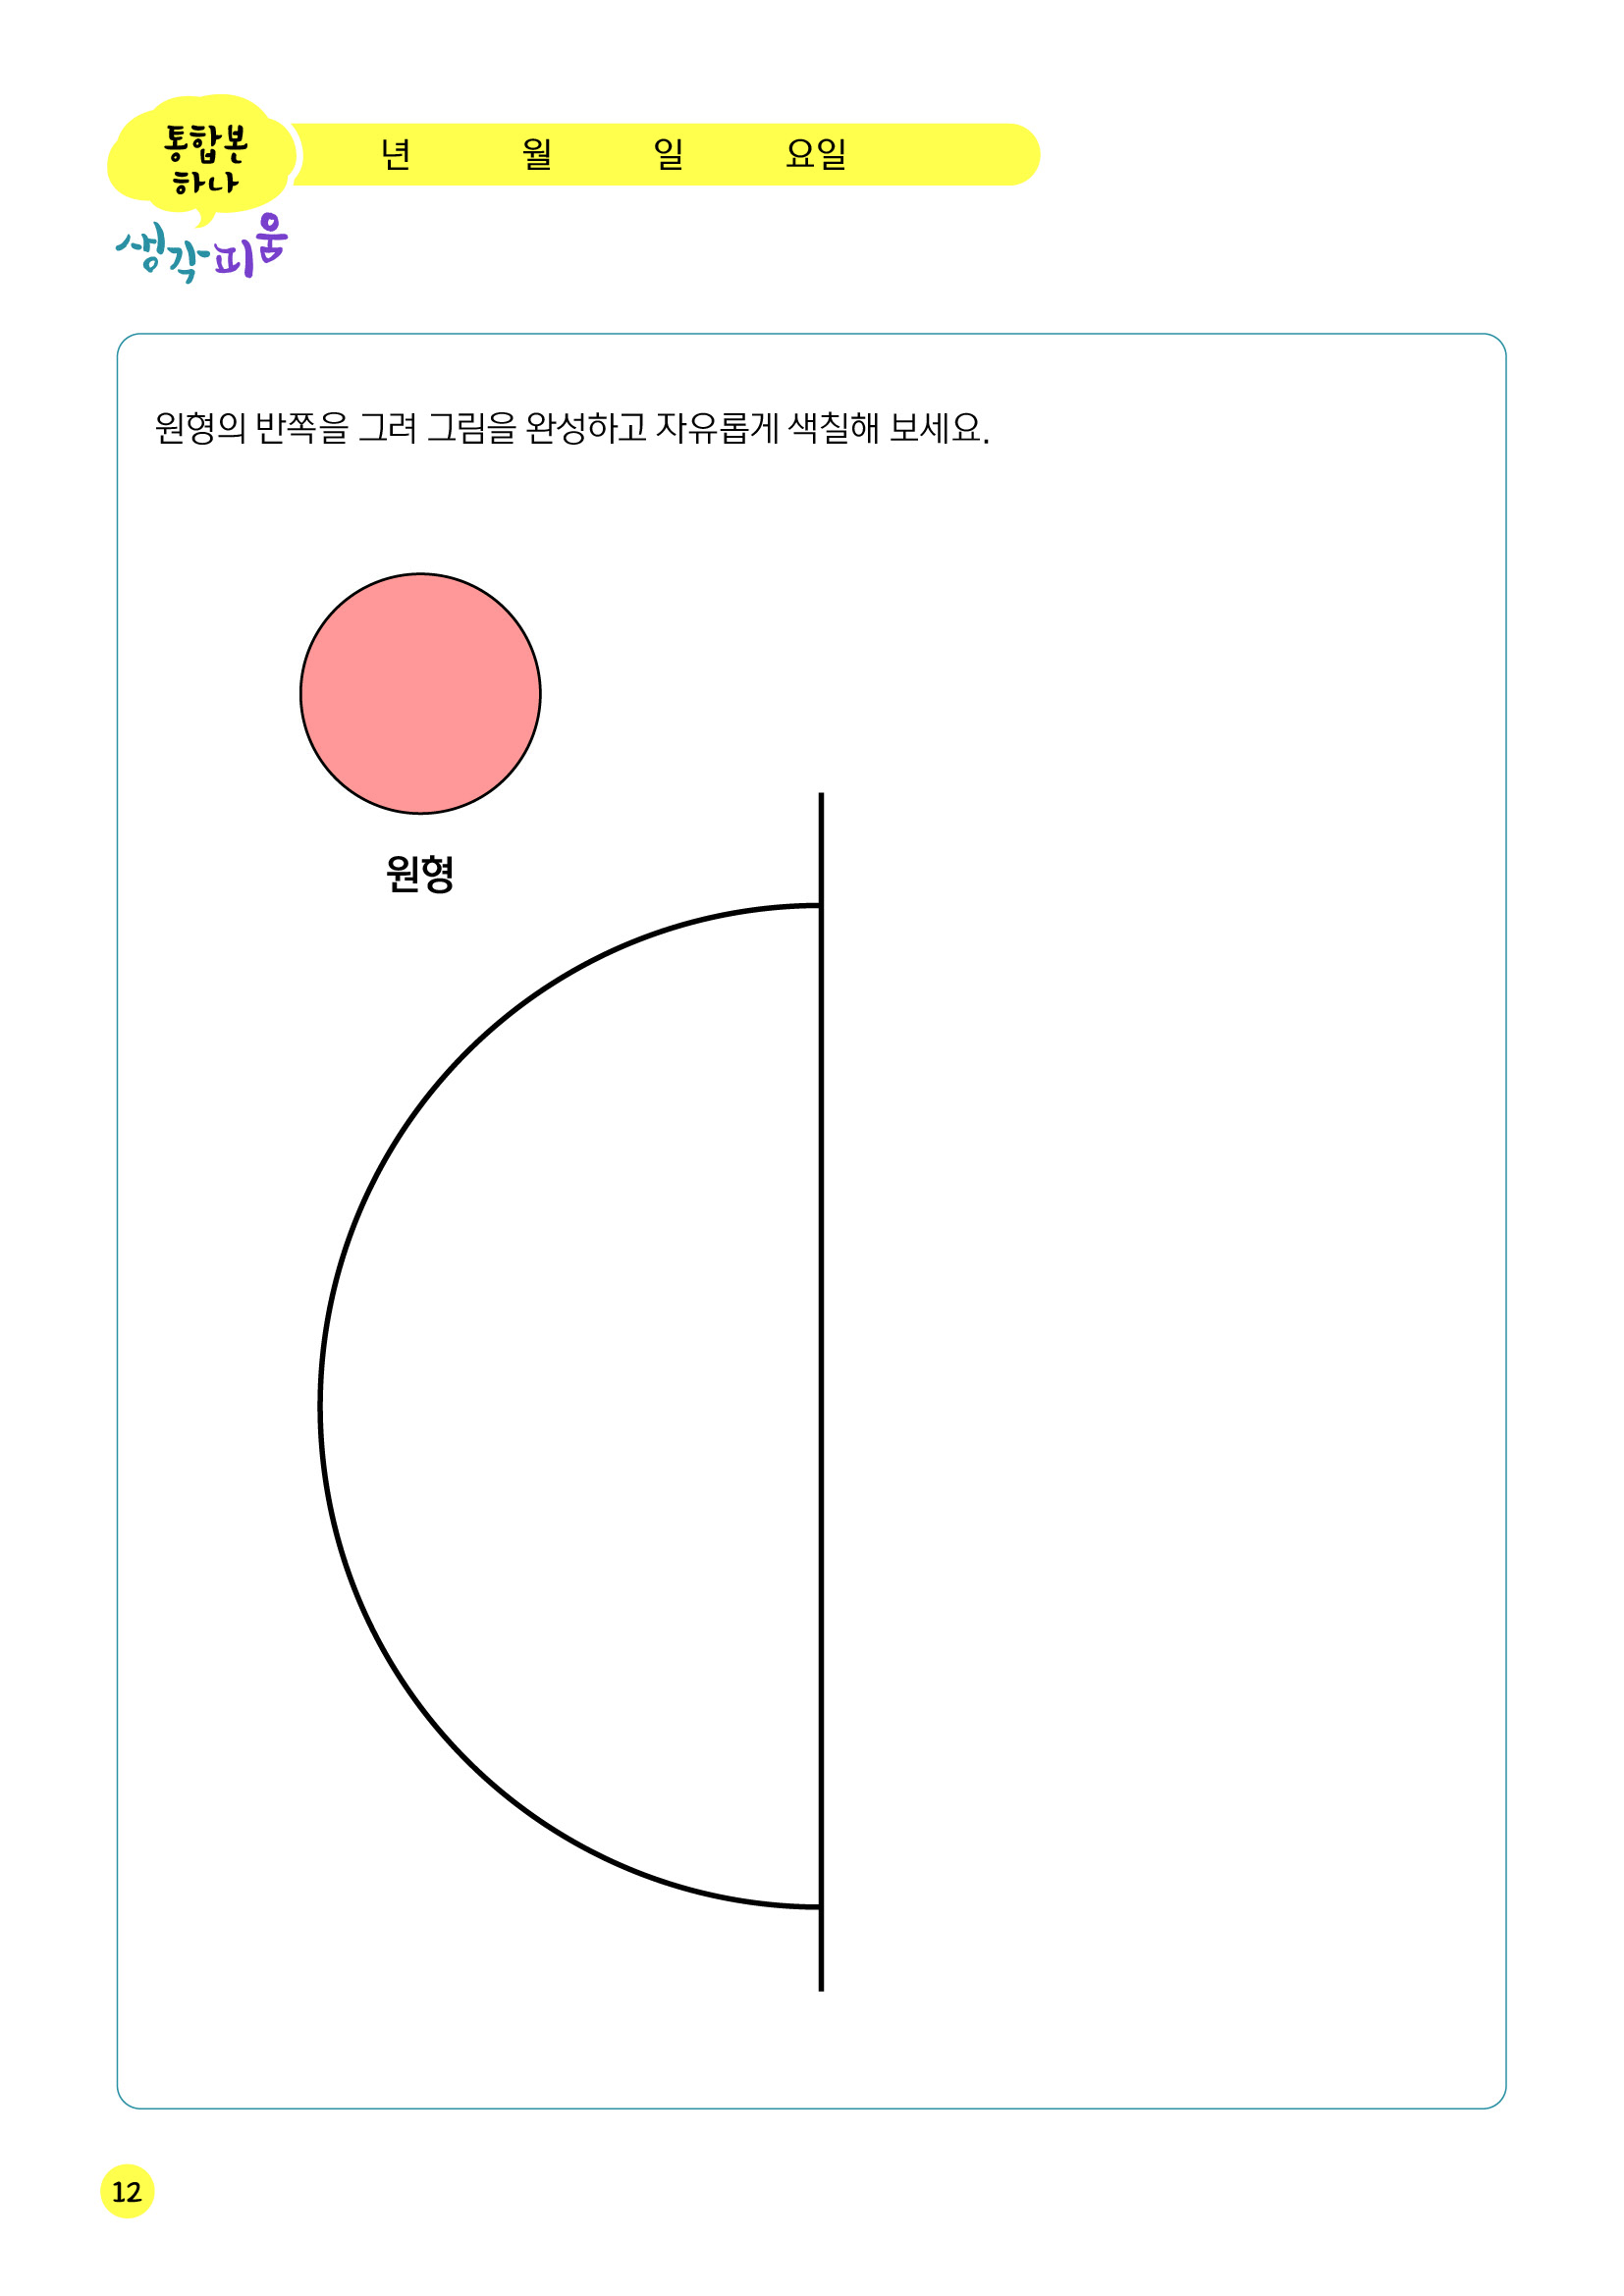 통합본
하나
년 월 일 요일
생각피움
원형의 반쪽을 그려 그림을 완성하고 자유롭게 색칠해 보세요.
원형
12